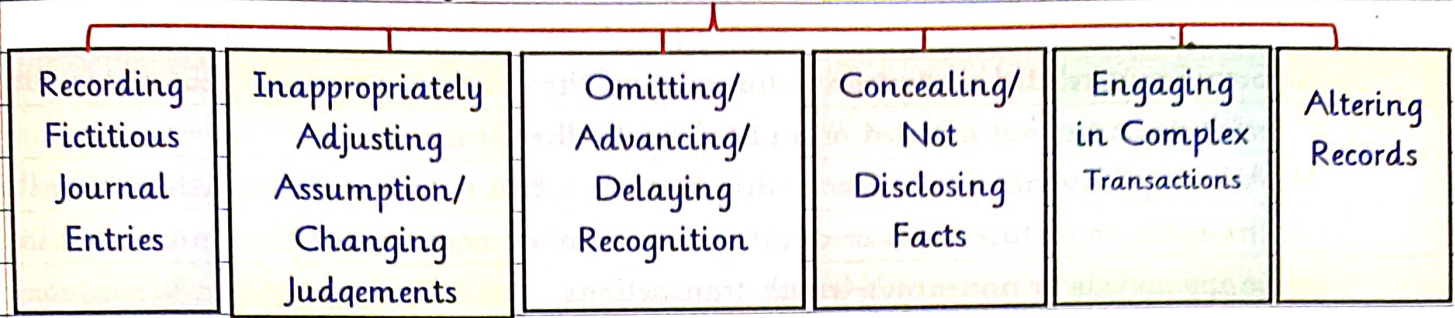 Recording
Fictitious
Journal
Entries
Inappropriately
Adjusting
Assumption/
Changing
Judgements
Omitting/
Advancing/
Delaying
Recognition
Concealing/
Not
Disclosing
Facts
Engaging
in Complex
Transactions
Altering
Records